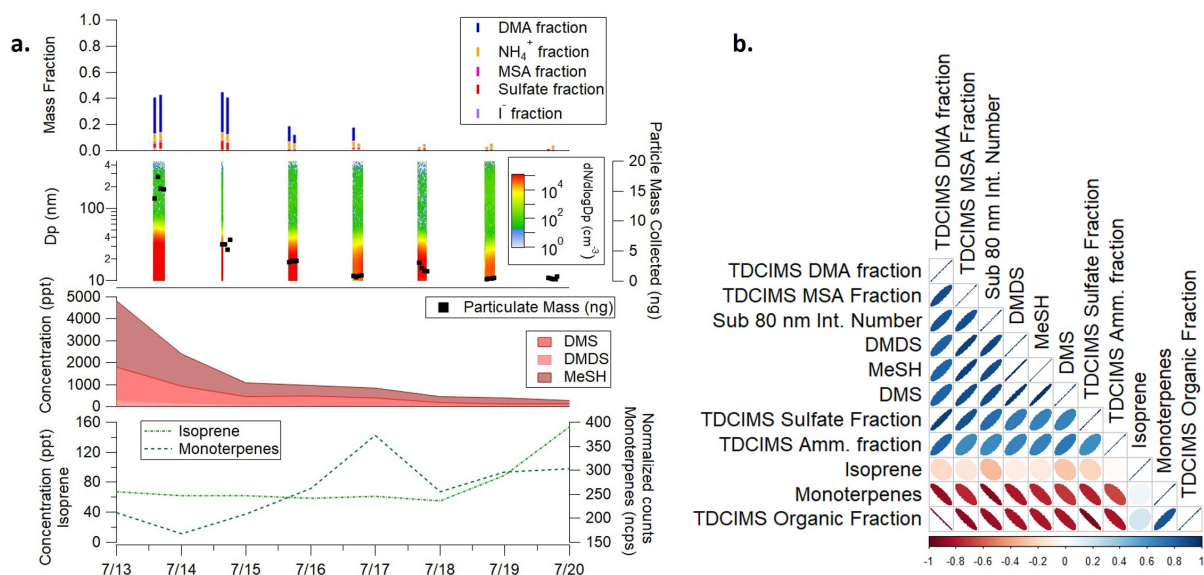 a.
Mass Fraction
1.0
0.8
0.6
0.4
0.2
0.0
DMA fraction
NH4+ fraction
MSA fraction
Sulfate fraction
I- fraction
Dp (nm)
4
2
100
4
2
10
10^4
10^2
10^0
dN/dlogDp (cm^-3)
20
15
10
5
0
Particle Mass Collected (ng)
Concentration (ppt)
5000
4000
3000
2000
1000
0
Particulate Mass (ng)
DMS
DMDS
MeSH
Concentration (ppt)
Isoprene
160
120
80
40
0
Isoprene
Monoterpenes
400
350
300
250
200
150
Normalized counts
Monoterpenes (ncps)
7/13 7/14 7/15 7/16 7/17 7/18 7/19 7/20
b.
TDCIMS DMA fraction
TDCIMS MSA Fraction
Sub 80 nm Int. Number
DMDS
MeSH
DMS
TDCIMS Sulfate Fraction
TDCIMS Amm. fraction
Isoprene
Monoterpenes
TDCIMS Organic Fraction
TDCIMS DMA fraction
TDCIMS MSA Fraction
Sub 80 nm Int. Number
DMDS
MeSH
DMS
TDCIMS Sulfate Fraction
TDCIMS Amm. fraction
Isoprene
Monoterpenes
TDCIMS Organic Fraction
-1 -0.8 -0.6 -0.4 -0.2 0 0.2 0.4 0.6 0.8 1